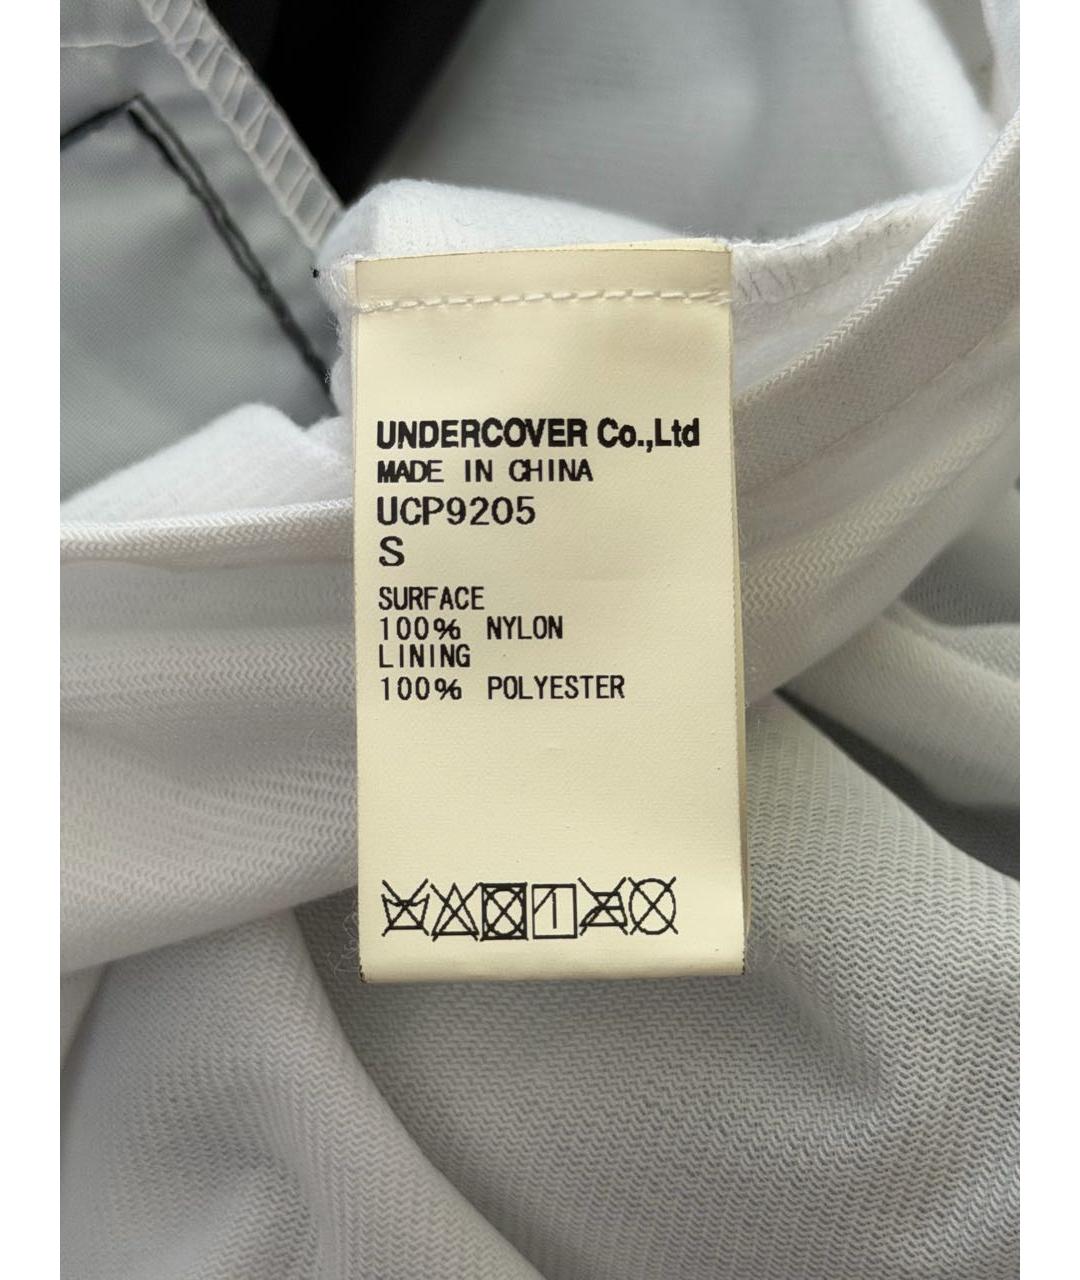 UNDERCOVER Co.,Ltd
MADE IN CHINA
UCP9205
S
SURFACE
100% NYLON
LINING
100% POLYESTER